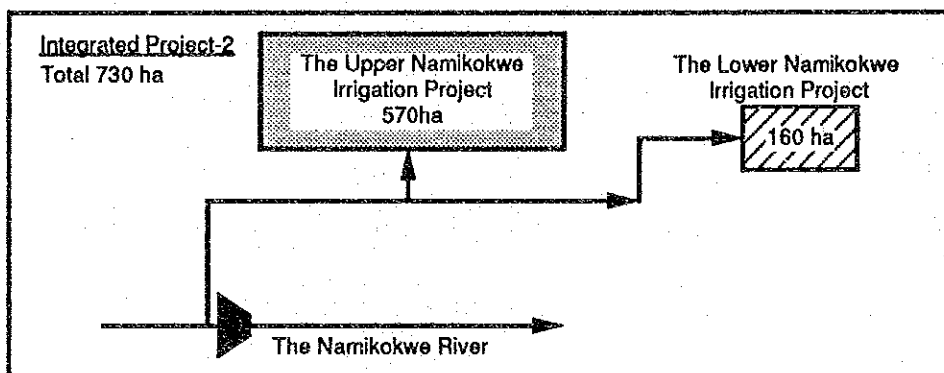 Integrated Project-2
Total 730 ha
The Upper Namikokwe
Irrigation Project
570ha
The Lower Namikokwe
Irrigation Project
160 ha
The Namikokwe River